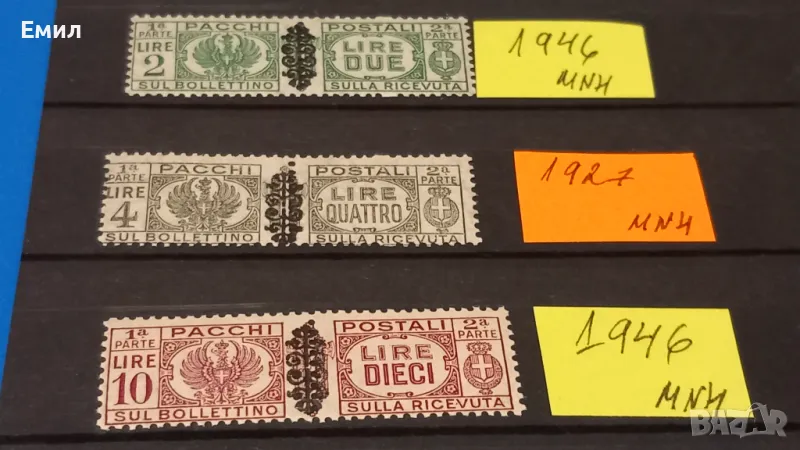 Емил
1ª PARTE PACCHI POSTALI 2ª PARTE
LIRE 2 LIRE DUE
SUL BOLLETTINO SULLA RICEVUTA
1946
MNH
1ª PARTE PACCHI POSTALI 2ª PARTE
LIRE 4 LIRE QUATTRO
SUL BOLLETTINO SULLA RICEVUTA
1927
MNH
1ª PARTE PACCHI POSTALI 2ª PARTE
LIRE 10 LIRE DIECI
SUL BOLLETTINO SULLA RICEVUTA
1946
MNH
BAZAR